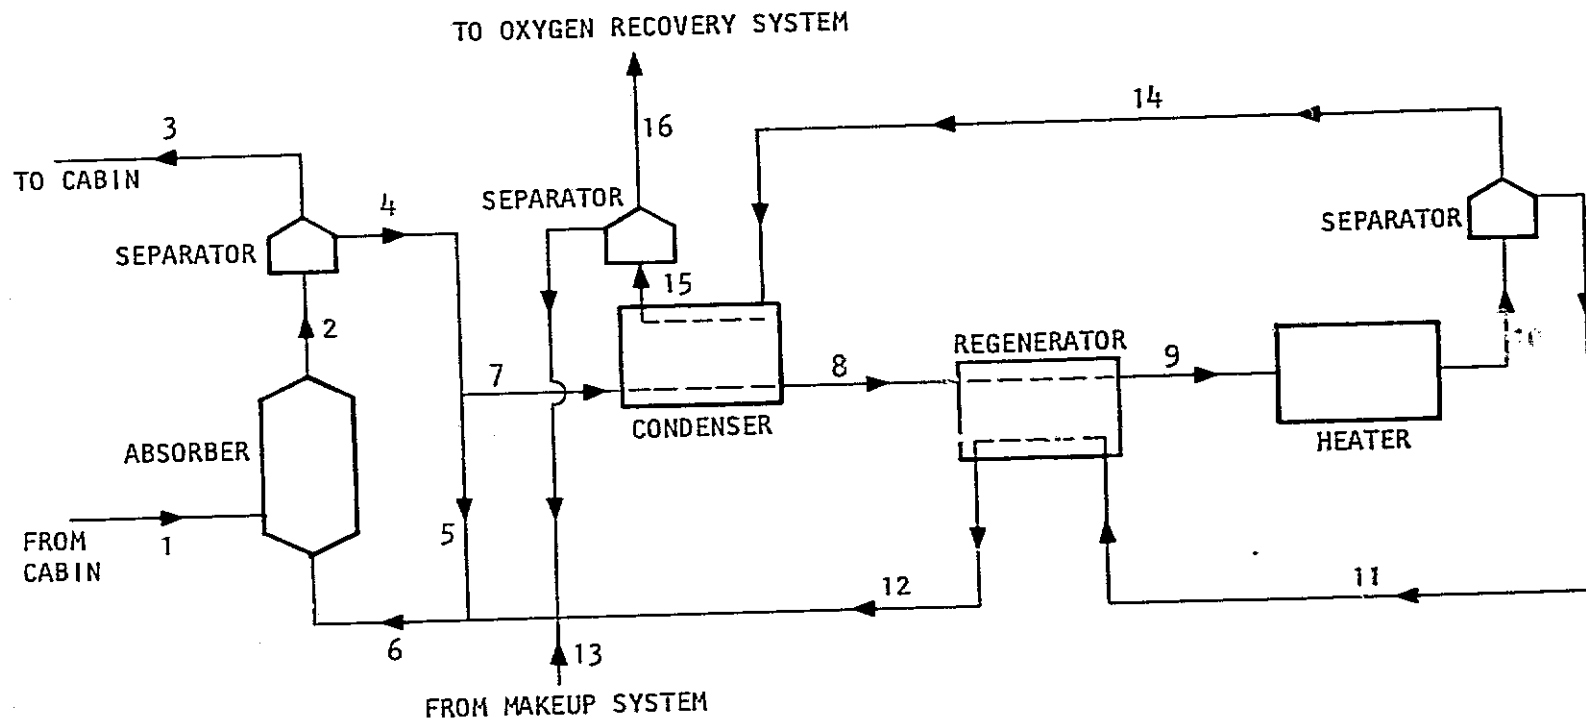 TO OXYGEN RECOVERY SYSTEM
14
3
16
TO CABIN
SEPARATOR
4
SEPARATOR
SEPARATOR
15
2
REGENERATOR
10
7
8
9
CONDENSER
HEATER
ABSORBER
5
1
FROM
CABIN
12
11
6
13
FROM MAKEUP SYSTEM